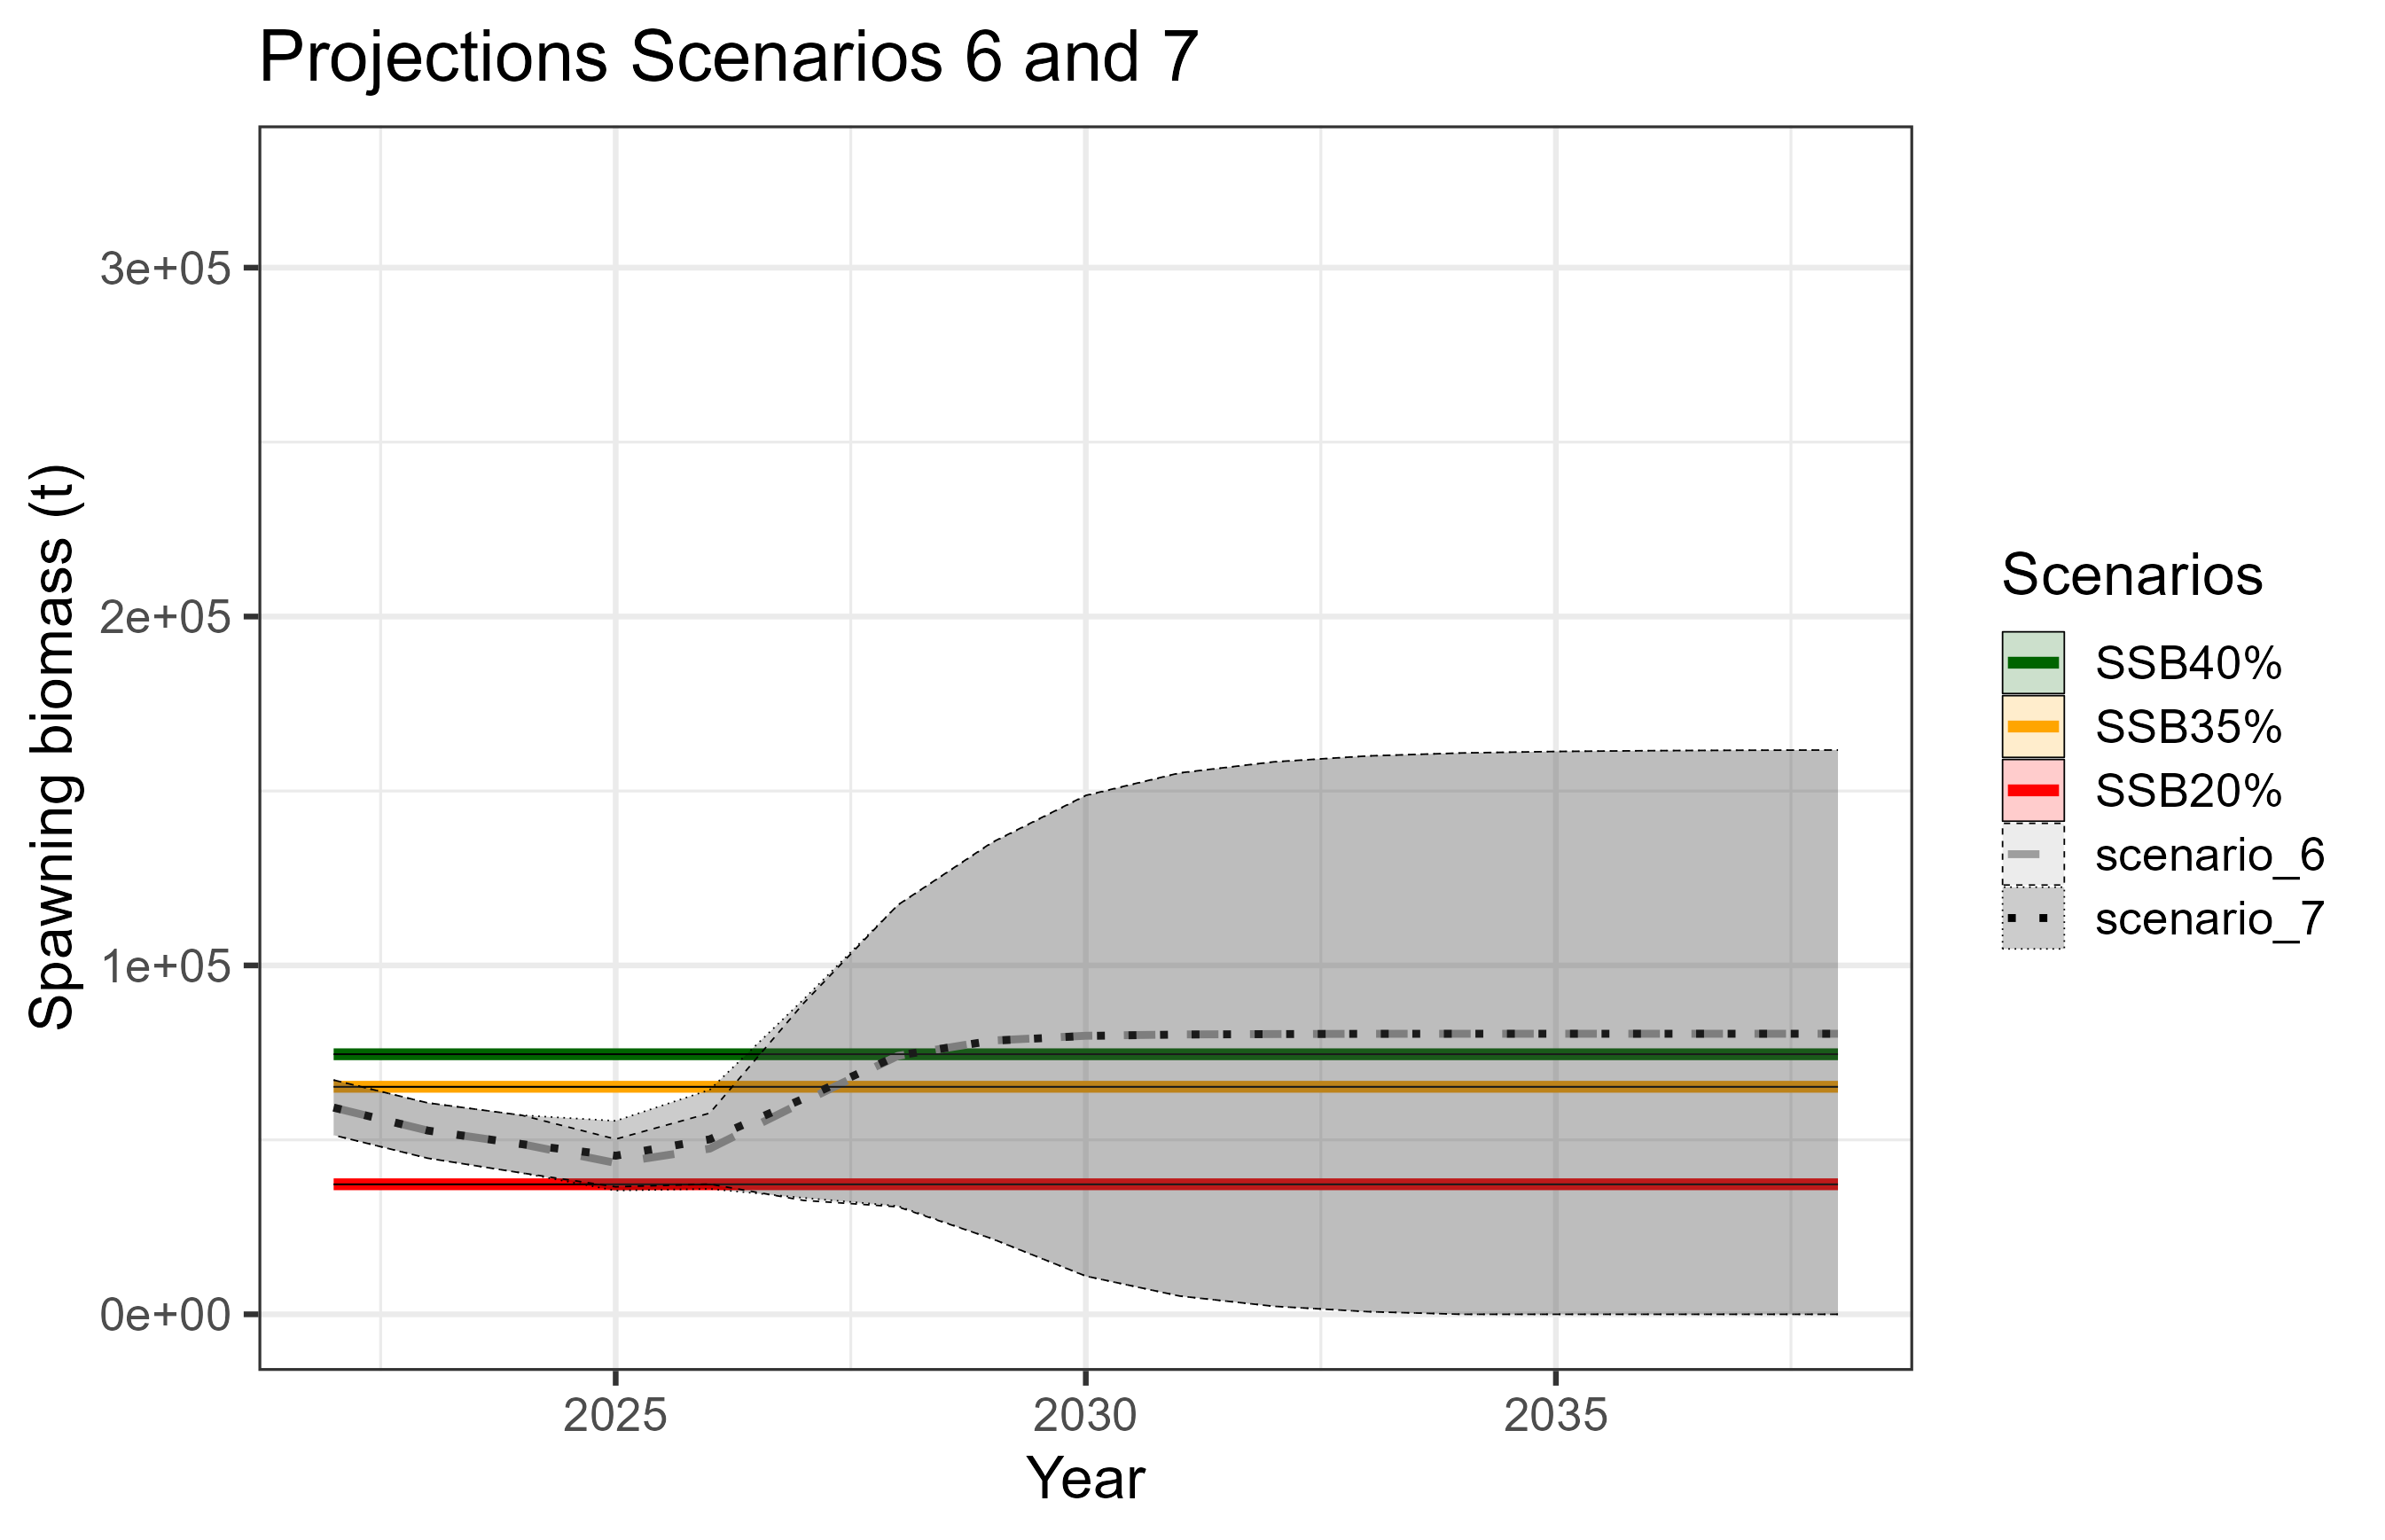 Projections Scenarios 6 and 7
Spawning biomass (t)
3e+05
2e+05
1e+05
0e+00
2025 2030 2035
Year
Scenarios
SSB40%
SSB35%
SSB20%
scenario_6
scenario_7